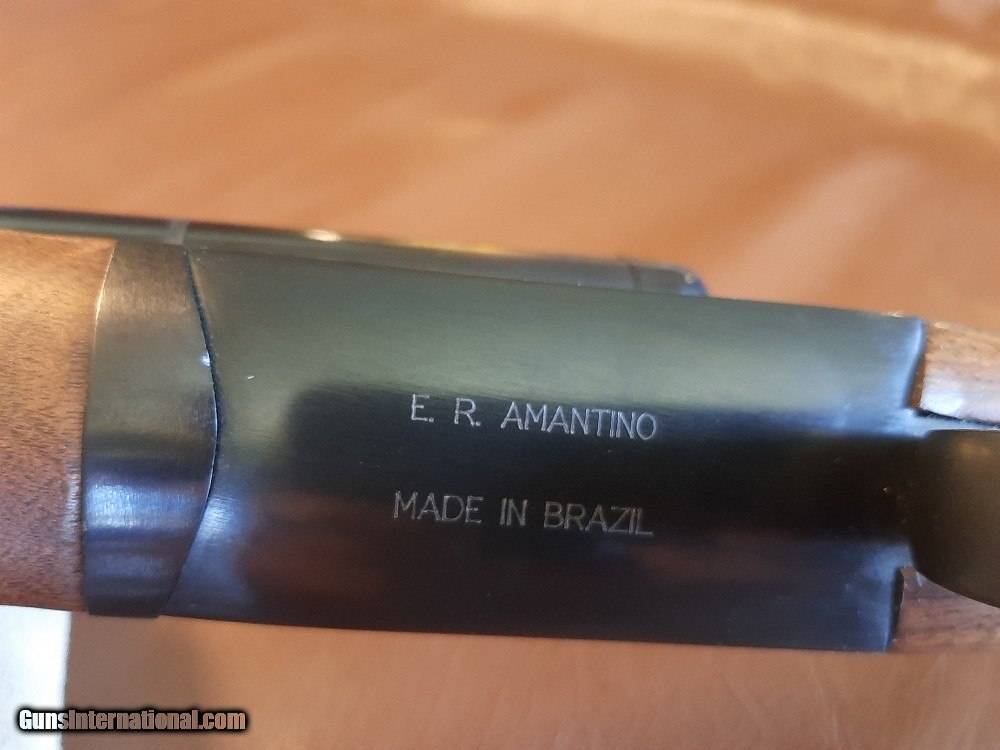 E. R. AMANTINO
MADE IN BRAZIL
GunsInternational.com